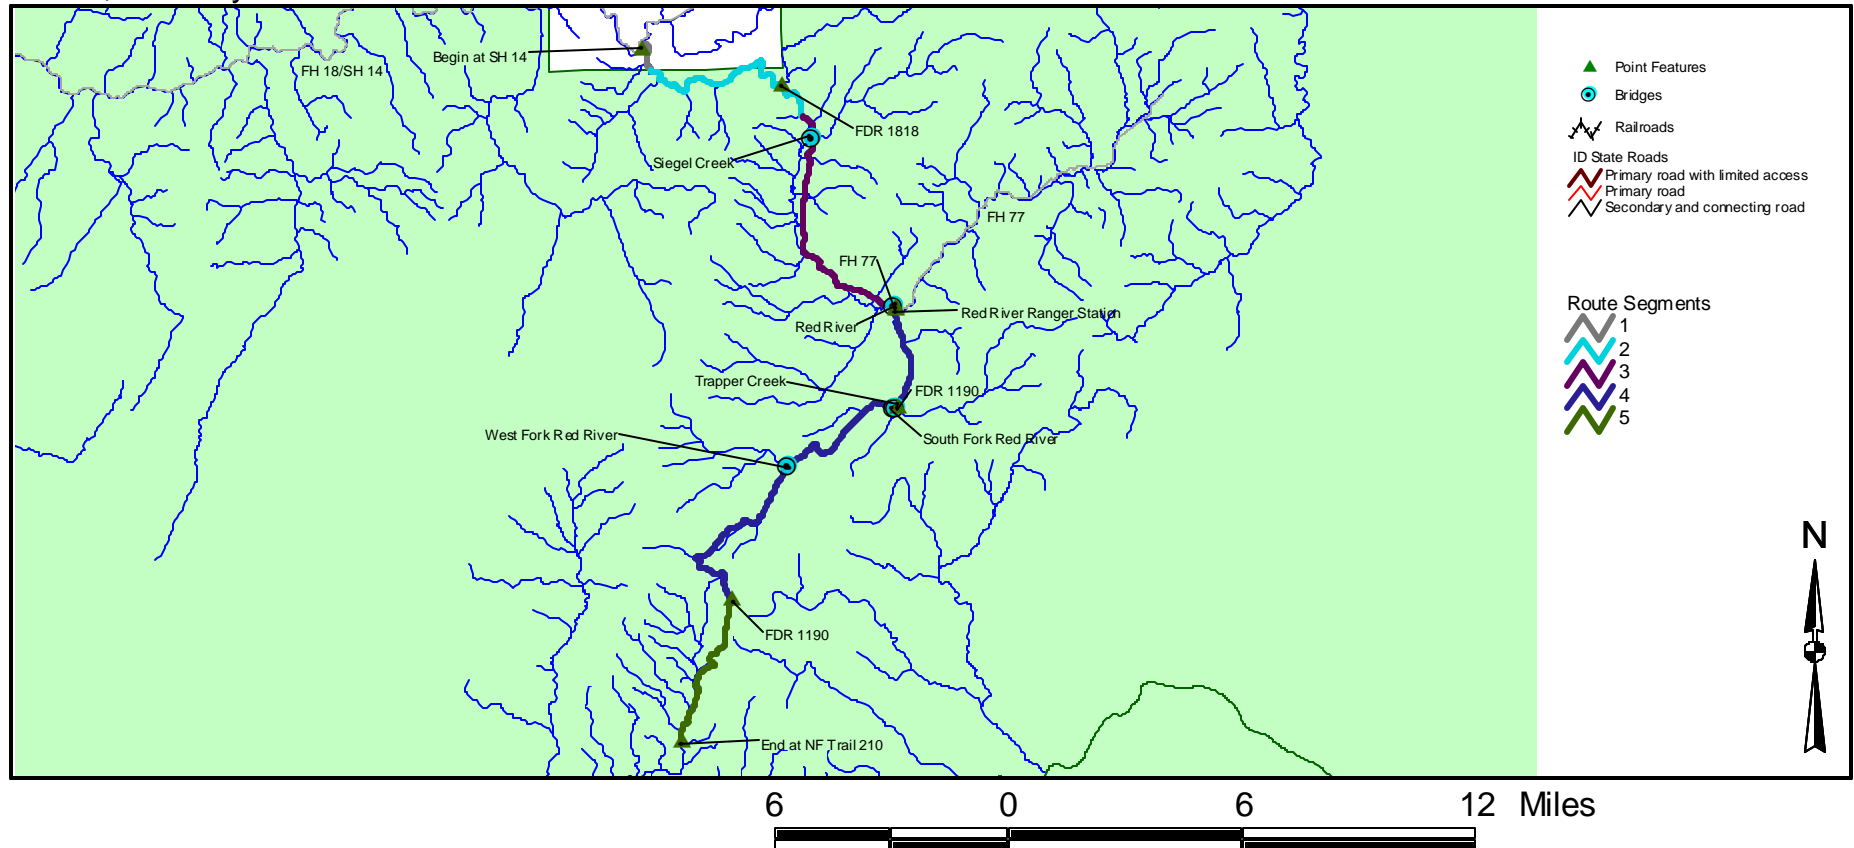 Begin at SH 14
FH 18/SH 14
FDR 1818
Siegel Creek
FH 77
FH 77
Red River
Red River Ranger Station
Trapper Creek
FDR 1190
West Fork Red River
South Fork Red River
FDR 1190
End at NF Trail 210
Point Features
Bridges
Railroads
ID State Roads
Primary road with limited access
Primary road
Secondary and connecting road
Route Segments
1
2
3
4
5
N
6 0 6 12 Miles